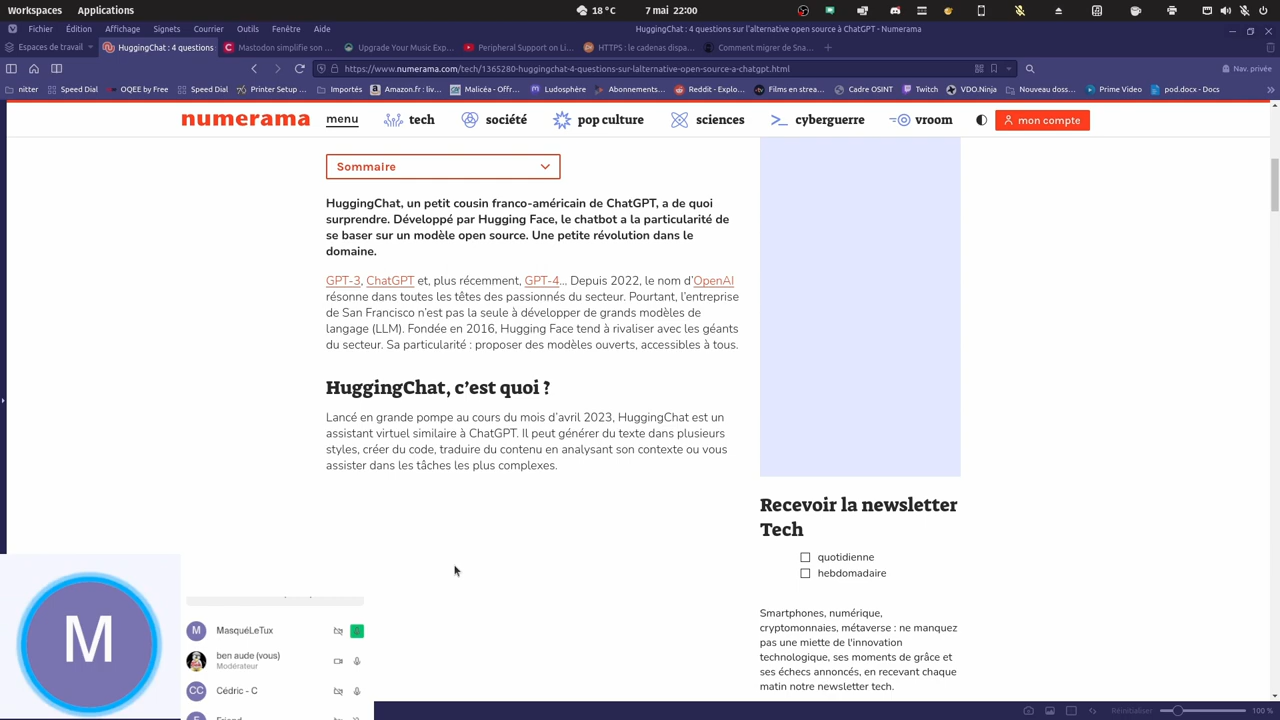 Workspaces
Fichier Édition Affichage Signets Courrier Outils Fenêtre Aide
HuggingChat : 4 questions sur l'alternative open source à ChatGPT - Numerama
Espaces de travail
HuggingChat : 4 questions
Mastodon simplifie son
Upgrade Your Music Exp...
Peripheral Support on Li...
HTTPS : le cadenas dispa...
Comment migrer de Sna...
https://www.numerama.com/tech/1365280-huggingchat-4-questions-sur-lalternative-open-source-a-chatgpt.html
Nav. privée
nitter
Speed Dial
OQEE by Free
Speed Dial
Printer Setup ...
Importés
Amazon.fr : liv...
Malicéa - Offr...
Ludosphère
Abonnements...
Reddit - Explo...
Films en strea...
Cadre OSINT
Twitch
VDO.Ninja
Nouveau doss...
Prime Video
pod.docx - Docs
numerama
menu
tech
société
pop culture
sciences
cyberguerre
vroom
mon compte
Sommaire
HuggingChat, un petit cousin franco-américain de ChatGPT, a de quoi
surprendre. Développé par Hugging Face, le chatbot a la particularité de
se baser sur un modèle open source. Une petite révolution dans le
domaine.
GPT-3, ChatGPT et, plus récemment, GPT-4… Depuis 2022, le nom d'OpenAI
résonne dans toutes les têtes des passionnés du secteur. Pourtant, l'entreprise
de San Francisco n'est pas la seule à développer de grands modèles de
langage (LLM). Fondée en 2016, Hugging Face tend à rivaliser avec les géants
du secteur. Sa particularité : proposer des modèles ouverts, accessibles à tous.
HuggingChat, c'est quoi ?
Lancé en grande pompe au cours du mois d'avril 2023, HuggingChat est un
assistant virtuel similaire à ChatGPT. Il peut générer du texte dans plusieurs
styles, créer du code, traduire du contenu en analysant son contexte ou vous
assister dans les tâches les plus complexes.
Recevoir la newsletter
Tech
quotidienne
hebdomadaire
Smartphones, numérique,
cryptomonnaies, métaverse : ne manquez
pas une miette de l'innovation
technologique, ses moments de grâce et
ses échecs annoncés, en recevant chaque
matin notre newsletter tech.
M
M MasquéLeTux
ben aude (vous)
Modérateur
CC Cédric - C
Friend
Réinitialiser
100 %